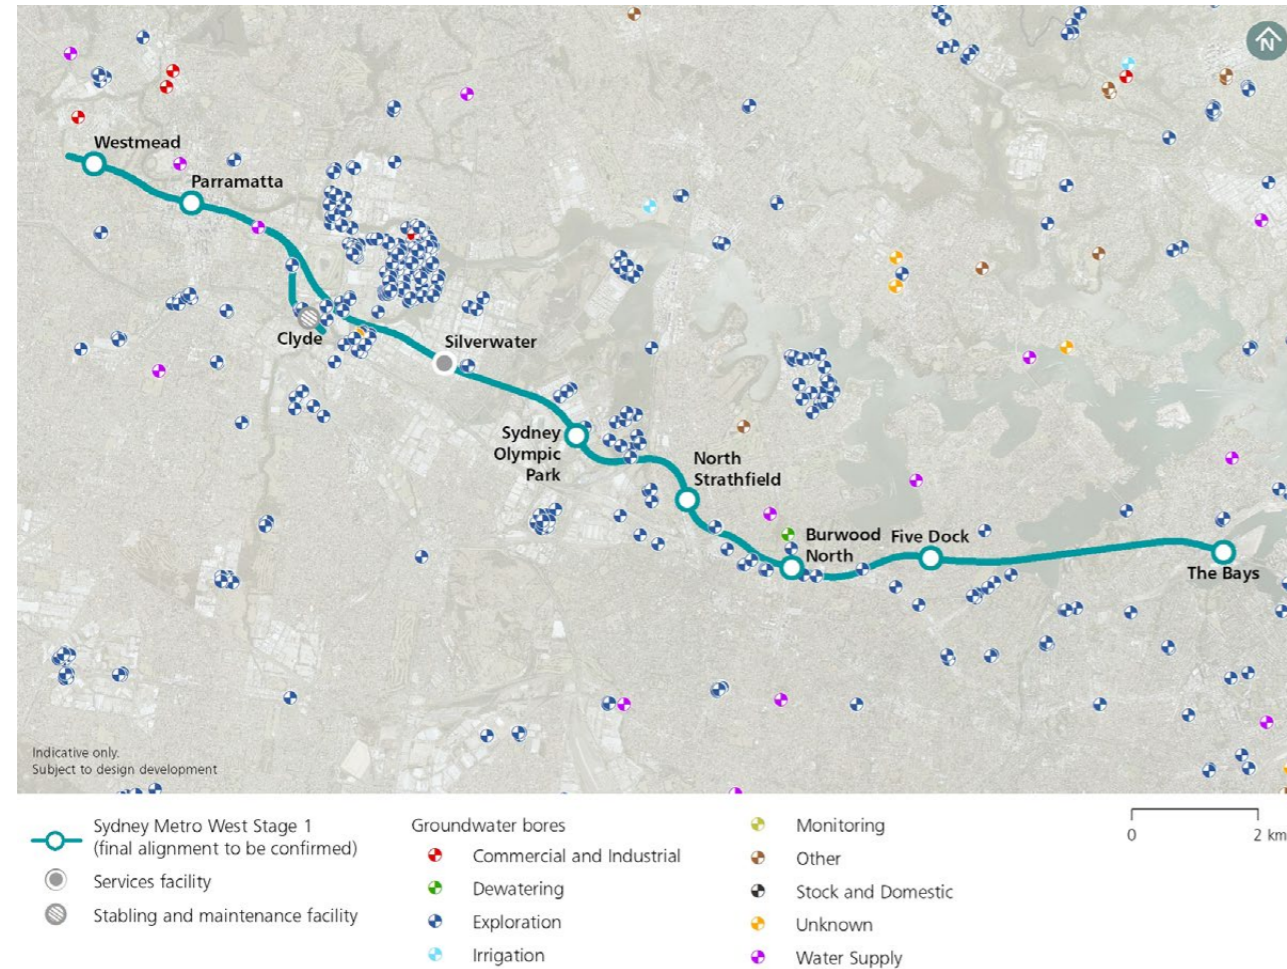 N
Westmead
Parramatta
Clyde
Silverwater
Sydney
Olympic
Park
North
Strathfield
Burwood
North
Five Dock
The Bays
Indicative only.
Subject to design development
Sydney Metro West Stage 1
(final alignment to be confirmed)
Services facility
Stabling and maintenance facility
Groundwater bores
Commercial and Industrial
Dewatering
Exploration
Irrigation
Monitoring
Other
Stock and Domestic
Unknown
Water Supply
0 2 km